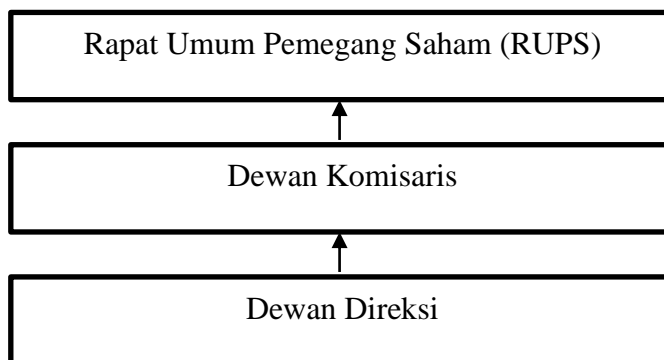 Rapat Umum Pemegang Saham (RUPS)
Dewan Komisaris
Dewan Direksi